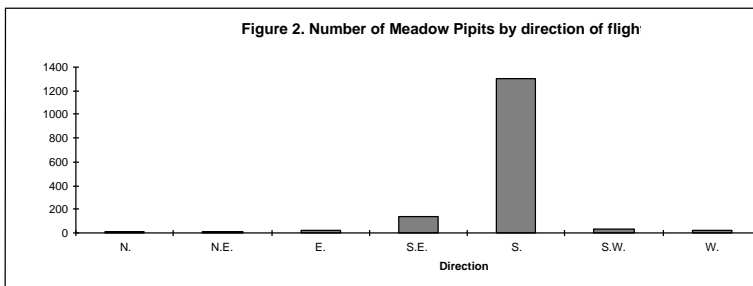 Figure 2. Number of Meadow Pipits by direction of fligh
1400
1200
1000
800
600
400
200
0
N. N.E. E. S.E. S. S.W. W.
Direction